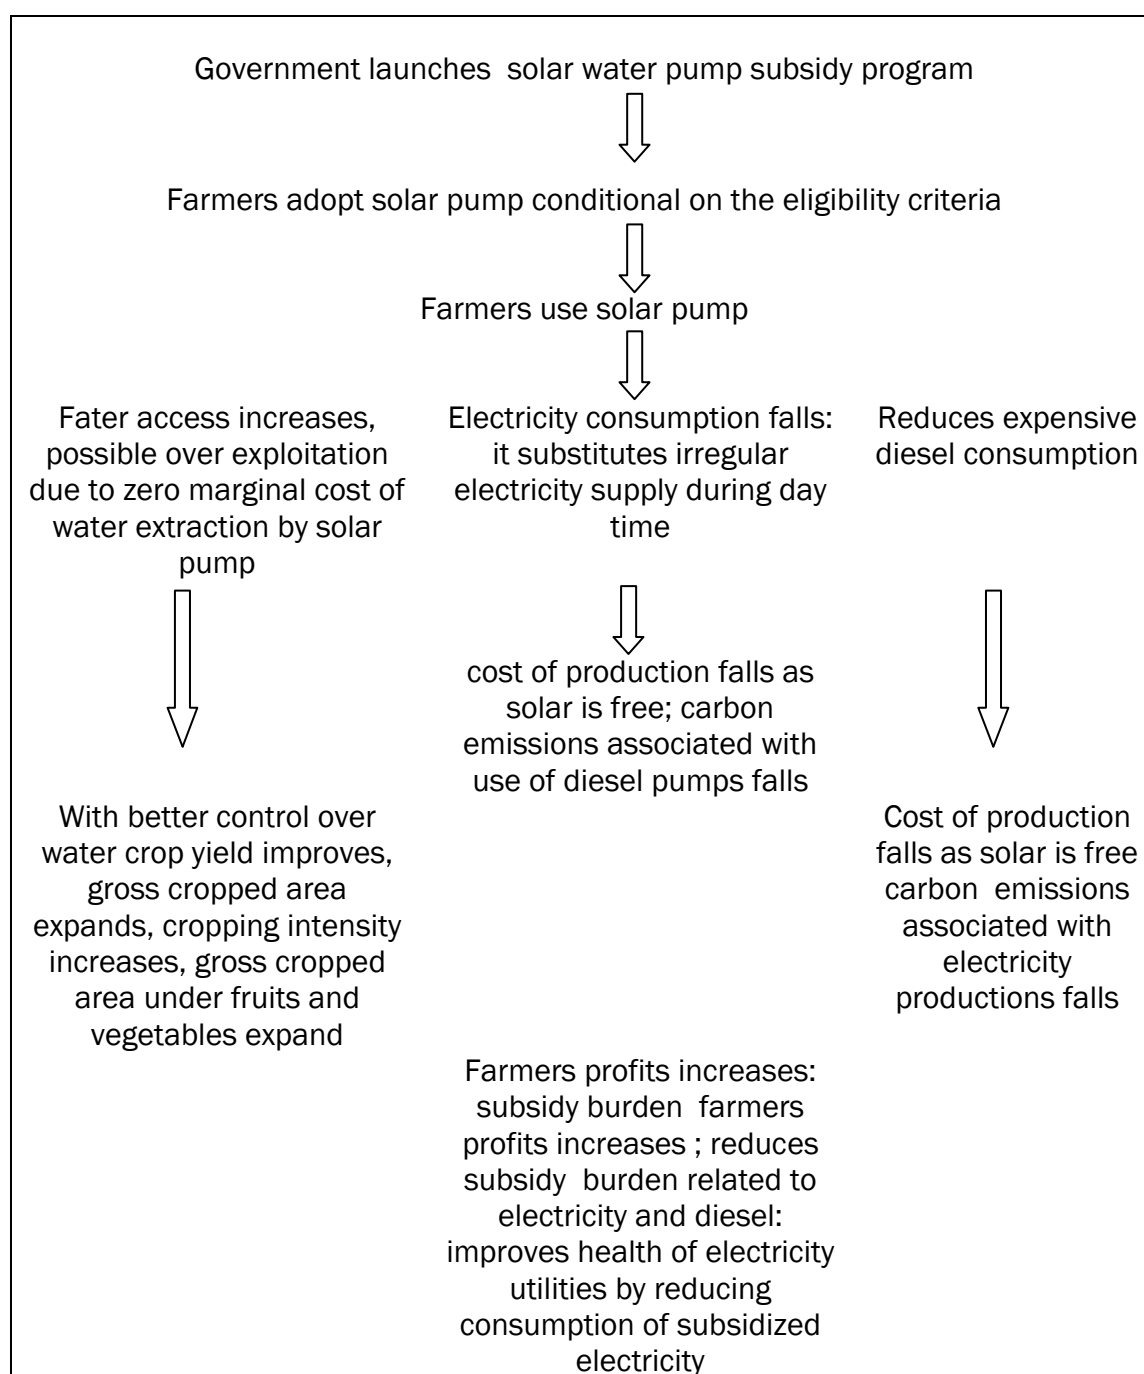 Government launches solar water pump subsidy program
Farmers adopt solar pump conditional on the eligibility criteria
Farmers use solar pump
Fater access increases,
possible over exploitation
due to zero marginal cost of
water extraction by solar
pump
Electricity consumption falls:
it substitutes irregular
electricity supply during day
time
Reduces expensive
diesel consumption
cost of production falls as
solar is free; carbon
emissions associated with
use of diesel pumps falls
With better control over
water crop yield improves,
gross cropped area
expands, cropping intensity
increases, gross cropped
area under fruits and
vegetables expand
Cost of production
falls as solar is free
carbon emissions
associated with
electricity
productions falls
Farmers profits increases:
subsidy burden farmers
profits increases ; reduces
subsidy burden related to
electricity and diesel:
improves health of electricity
utilities by reducing
consumption of subsidized
electricity